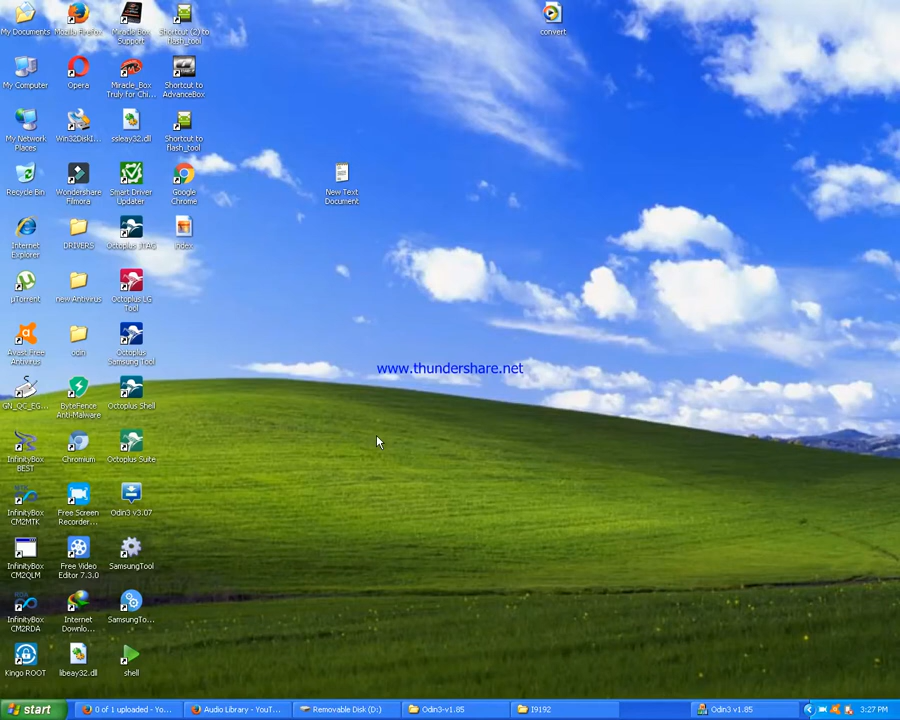 My Documents
Mozilla Firefox
Miracle Box
Support
Shortcut (2) to
flash_tool
convert
My Computer
Opera
Miracle_Box
Truly for Chi...
Shortcut to
AdvanceBox
My Network
Places
Win32DiskI...
ssleay32.dll
Shortcut to
flash_tool
Recycle Bin
Wondershare
Filmora
Smart Driver
Updater
Google
Chrome
New Text
Document
Internet
Explorer
DRIVERS
Octoplus JTAG
index
µTorrent
new Antivirus
Octoplus LG
Tool
Avast Free
Antivirus
odin
Octoplus
Samsung Tool
www.thundershare.net
GN_QC_EG...
ByteFence
Anti-Malware
Octoplus Shell
InfinityBox
BEST
Chromium
Octoplus Suite
InfinityBox
CM2MTK
Free Screen
Recorder...
Odin3 v3.07
InfinityBox
CM2QLM
Free Video
Editor 7.3.0
SamsungTool
InfinityBox
CM2RDA
Internet
Downlo...
SamsungTo...
Kingo ROOT
libeay32.dll
shell
start
0 of 1 uploaded - Yo...
Audio Library - YouT...
Removable Disk (D:)
Odin3-v1.85
I9192
Odin3 v1.85
3:27 PM